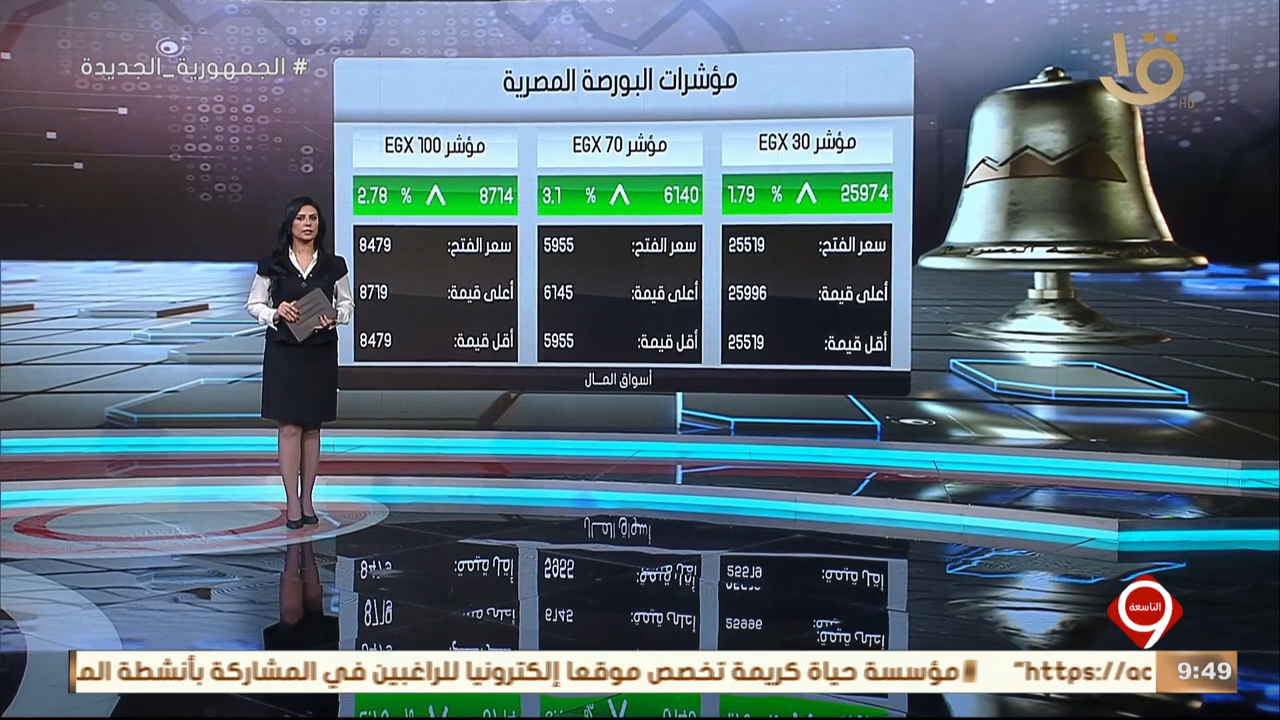 # الجمهورية_الجديدة
HD
مؤشرات البورصة المصرية
مؤشر EGX 30
25974 % 1.79
سعر الفتح: 25519
أعلى قيمة: 25996
أقل قيمة: 25519
مؤشر EGX 70
6140 % 3.1
سعر الفتح: 5955
أعلى قيمة: 6145
أقل قيمة: 5955
مؤشر EGX 100
8714 % 2.78
سعر الفتح: 8479
أعلى قيمة: 8719
أقل قيمة: 8479
أسواق المـال
التاسعة
9
9:49
"https://ac
مؤسسة حياة كريمة تخصص موقعا إلكترونيا للراغبين في المشاركة بأنشطة